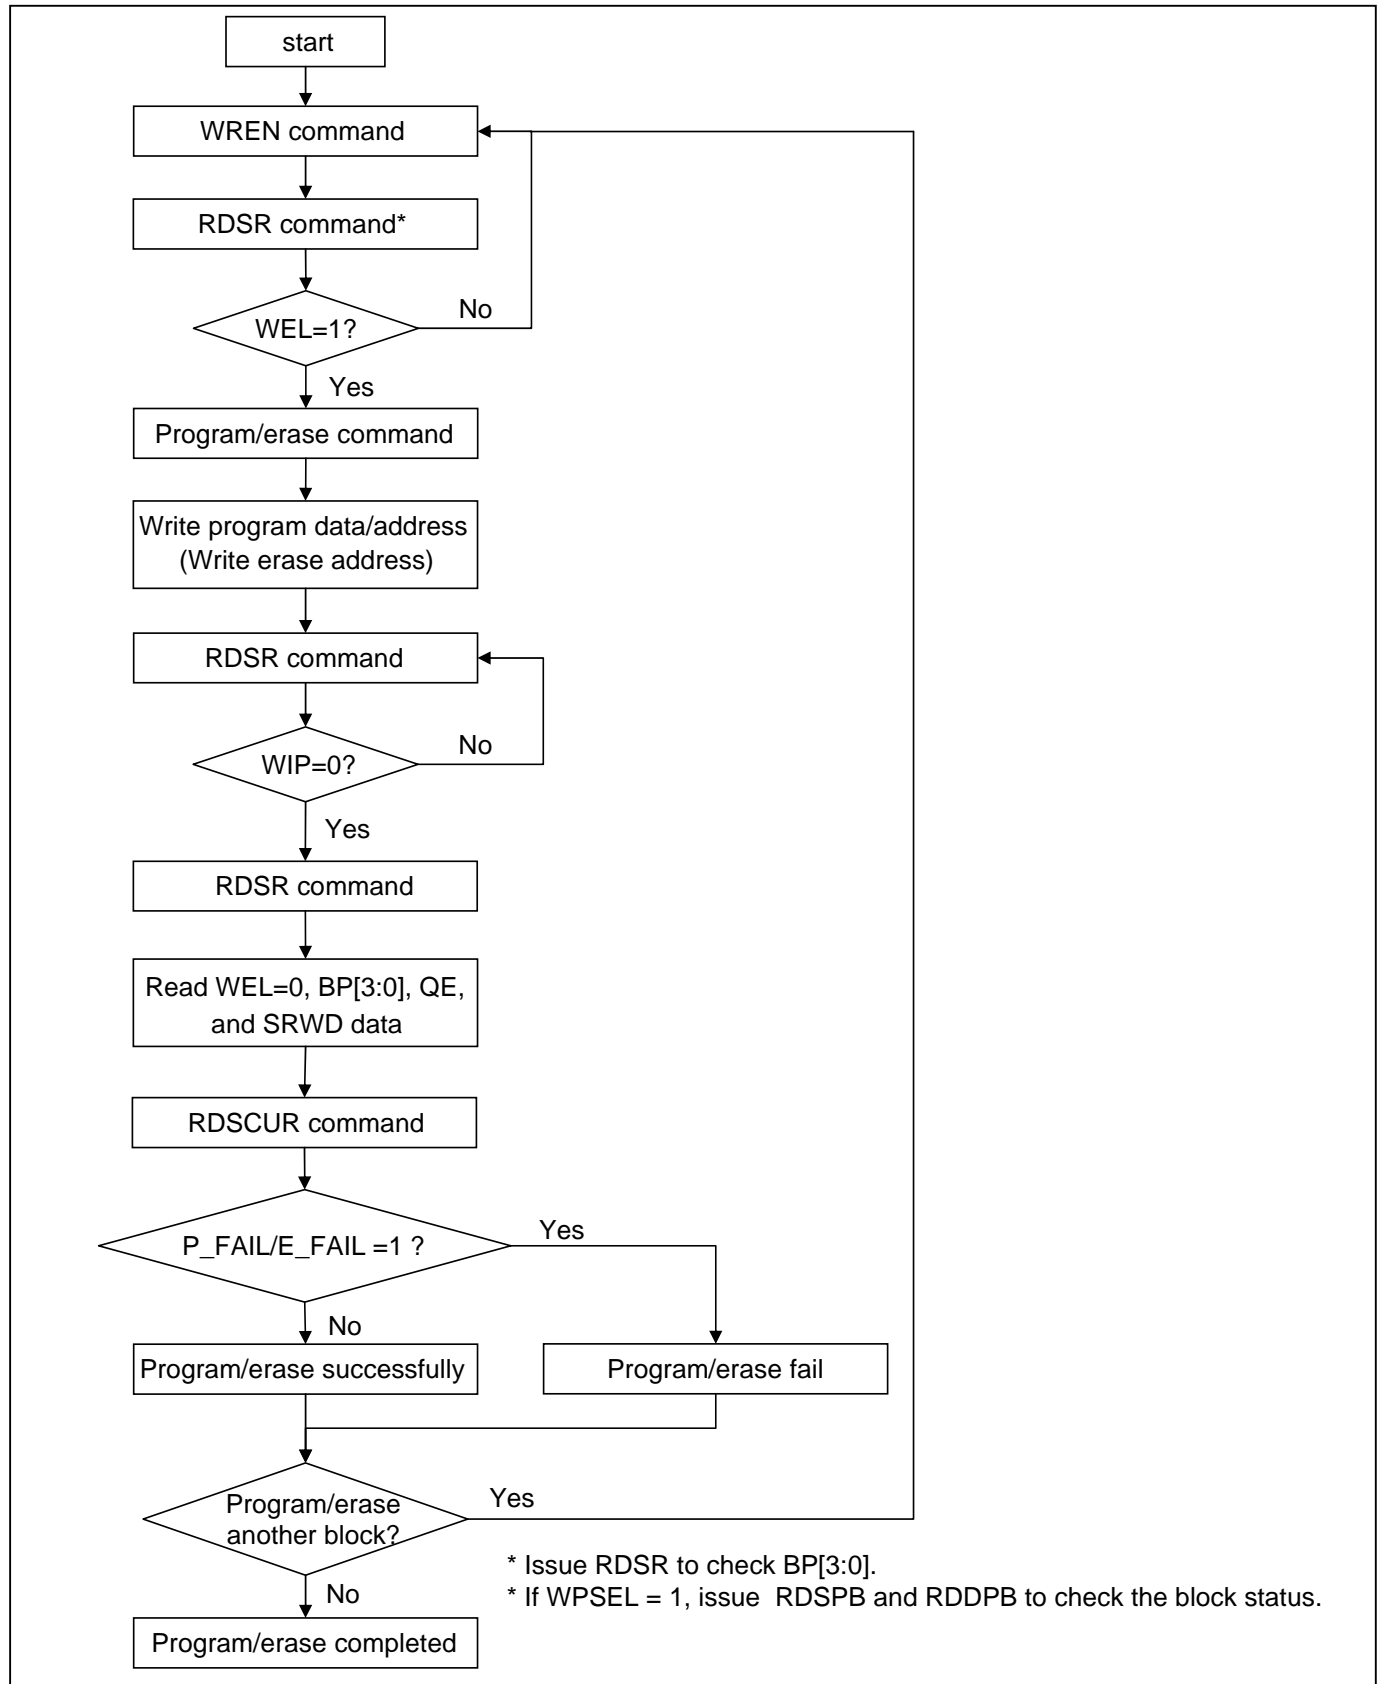 start
WREN command
RDSR command*
WEL=1?
No
Yes
Program/erase command
Write program data/address
(Write erase address)
RDSR command
WIP=0?
No
Yes
RDSR command
Read WEL=0, BP[3:0], QE,
and SRWD data
RDSCUR command
P_FAIL/E_FAIL =1 ?
Yes
No
Program/erase successfully
Program/erase fail
Program/erase
another block?
Yes
No
* Issue RDSR to check BP[3:0].
* If WPSEL = 1, issue  RDSPB and RDDPB to check the block status.
Program/erase completed